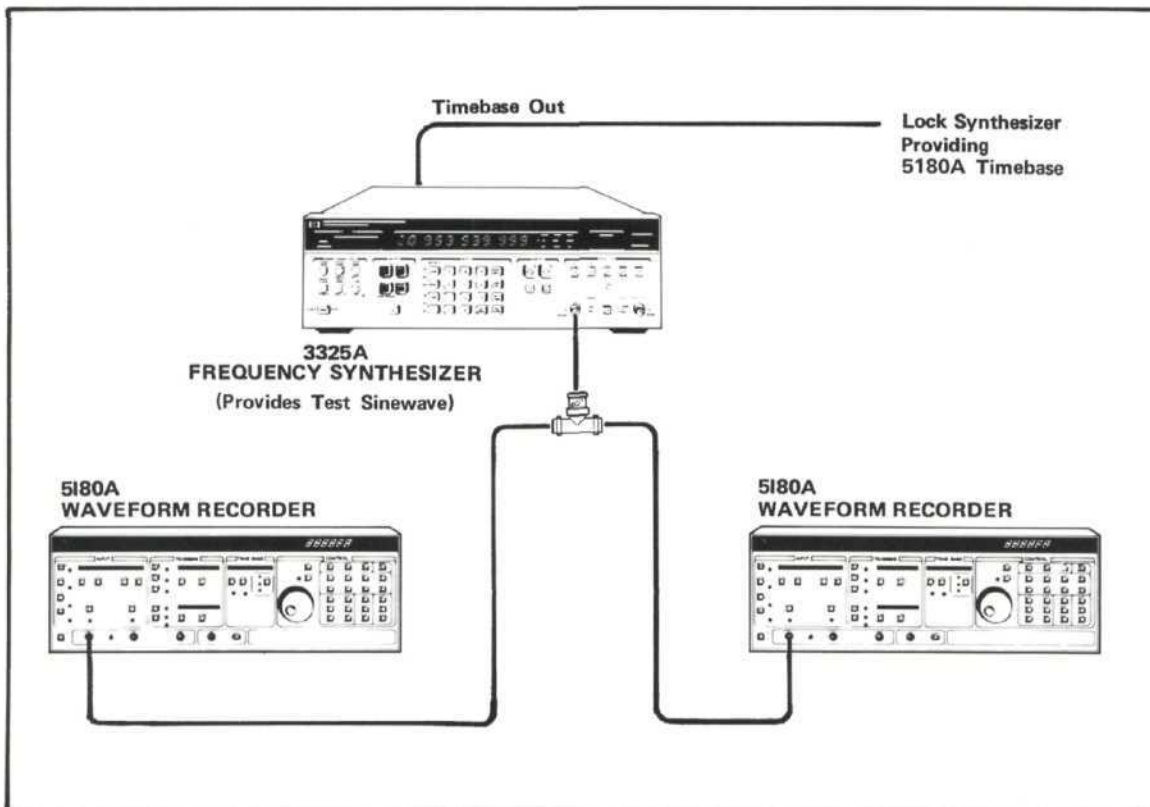 Timebase Out
Lock Synthesizer
Providing
5180A Timebase
3325A
FREQUENCY SYNTHESIZER
(Provides Test Sinewave)
5180A
WAVEFORM RECORDER
5180A
WAVEFORM RECORDER